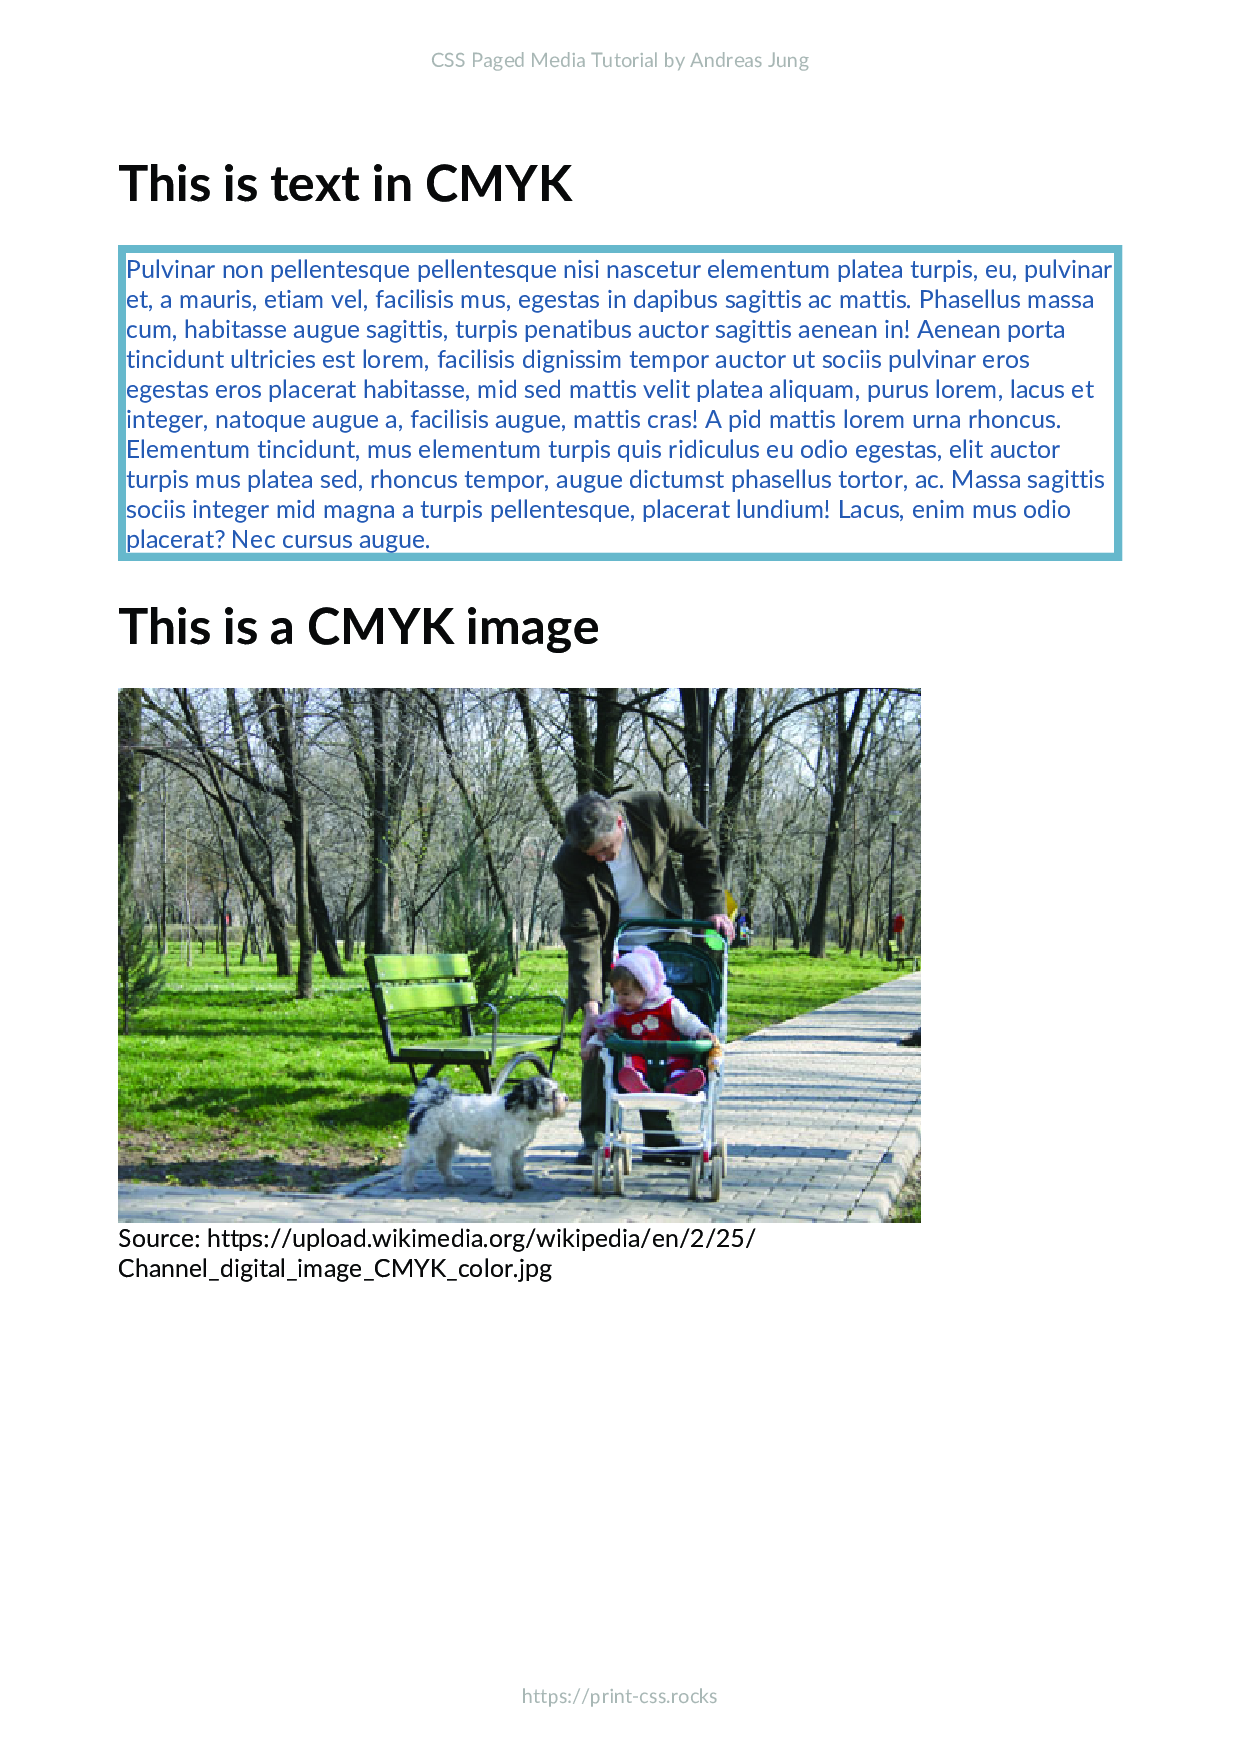 CSS Paged Media Tutorial by Andreas Jung
This is text in CMYK
Pulvinar non pellentesque pellentesque nisi nascetur elementum platea turpis, eu, pulvinar
et, a mauris, etiam vel, facilisis mus, egestas in dapibus sagittis ac mattis. Phasellus massa
cum, habitasse augue sagittis, turpis penatibus auctor sagittis aenean in! Aenean porta
tincidunt ultricies est lorem, facilisis dignissim tempor auctor ut sociis pulvinar eros
egestas eros placerat habitasse, mid sed mattis velit platea aliquam, purus lorem, lacus et
integer, natoque augue a, facilisis augue, mattis cras! A pid mattis lorem urna rhoncus.
Elementum tincidunt, mus elementum turpis quis ridiculus eu odio egestas, elit auctor
turpis mus platea sed, rhoncus tempor, augue dictumst phasellus tortor, ac. Massa sagittis
sociis integer mid magna a turpis pellentesque, placerat lundium! Lacus, enim mus odio
placerat? Nec cursus augue.
This is a CMYK image
Source: https://upload.wikimedia.org/wikipedia/en/2/25/
Channel_digital_image_CMYK_color.jpg
https://print-css.rocks